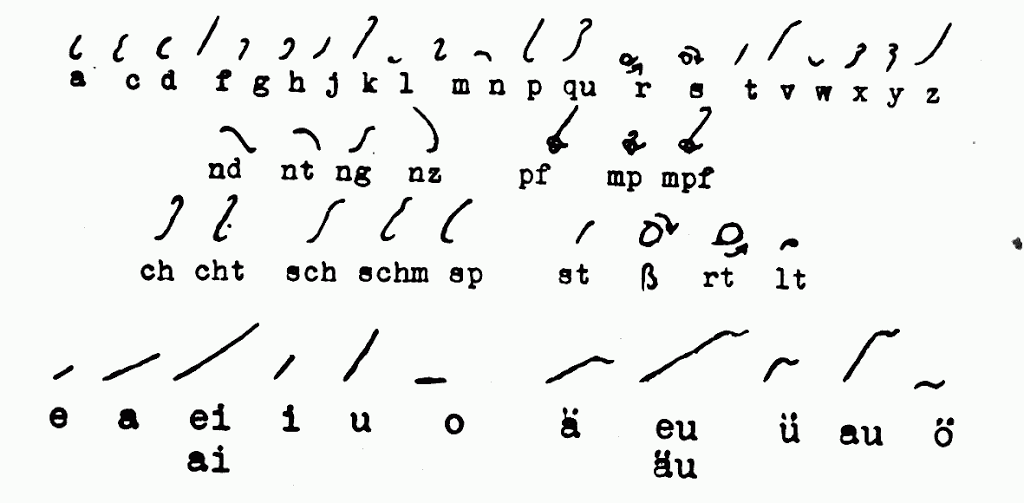 a c d f g h j k l m n p qu r s t v w x y z
nd nt ng nz pf mp mpf
ch cht sch schm sp st ß rt lt
e a ei i u o ä eu ü au ö
ai äu